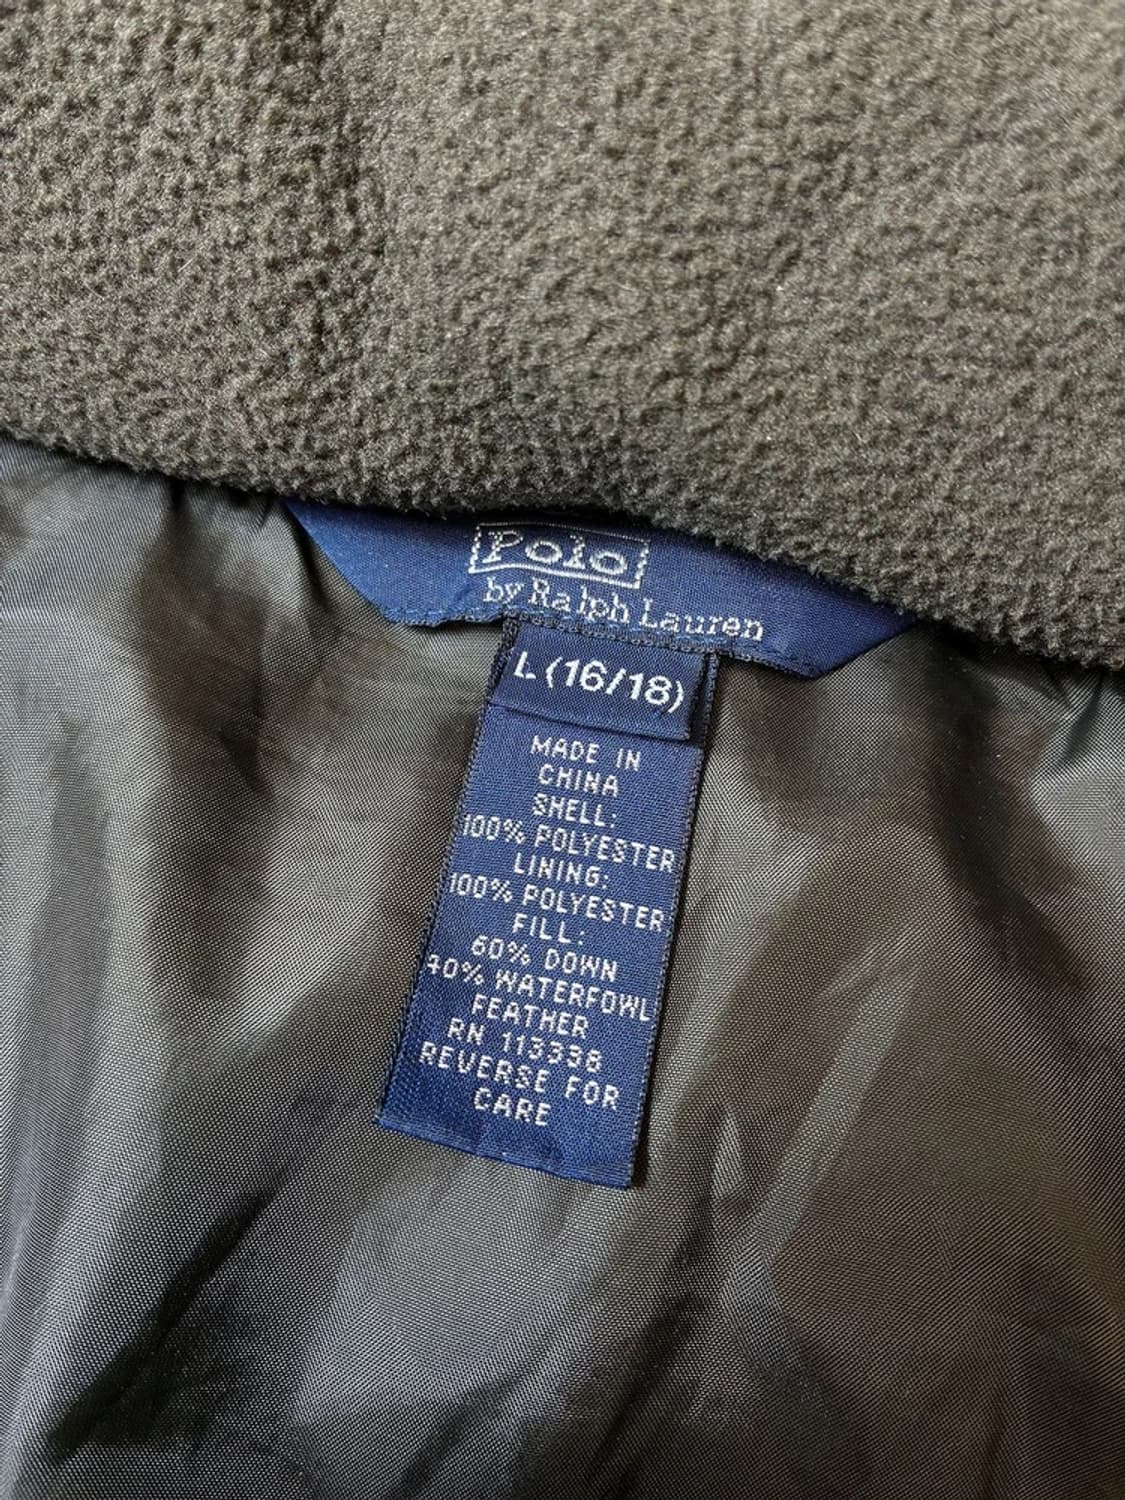 Polo
by Ralph Lauren
L (16/18)
MADE IN
CHINA
SHELL:
100% POLYESTER
LINING:
100% POLYESTER
FILL:
60% DOWN
40% WATERFOWL
FEATHER
RN 113338
REVERSE FOR
CARE